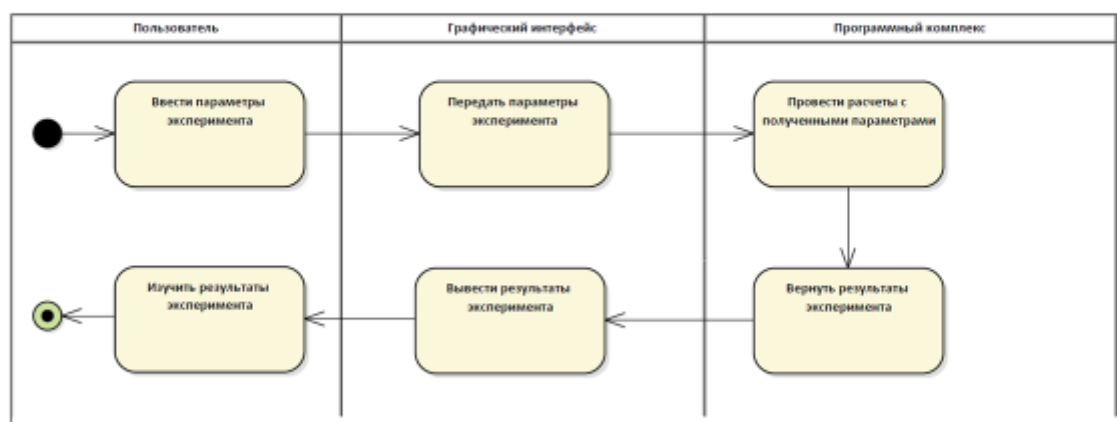 Пользователь
Графический интерфейс
Программный комплекс
Ввести параметры
эксперимента
Передать параметры
эксперимента
Провести расчеты с
полученными параметрами
Изучить результаты
эксперимента
Вывести результаты
эксперимента
Вернуть результаты
эксперимента